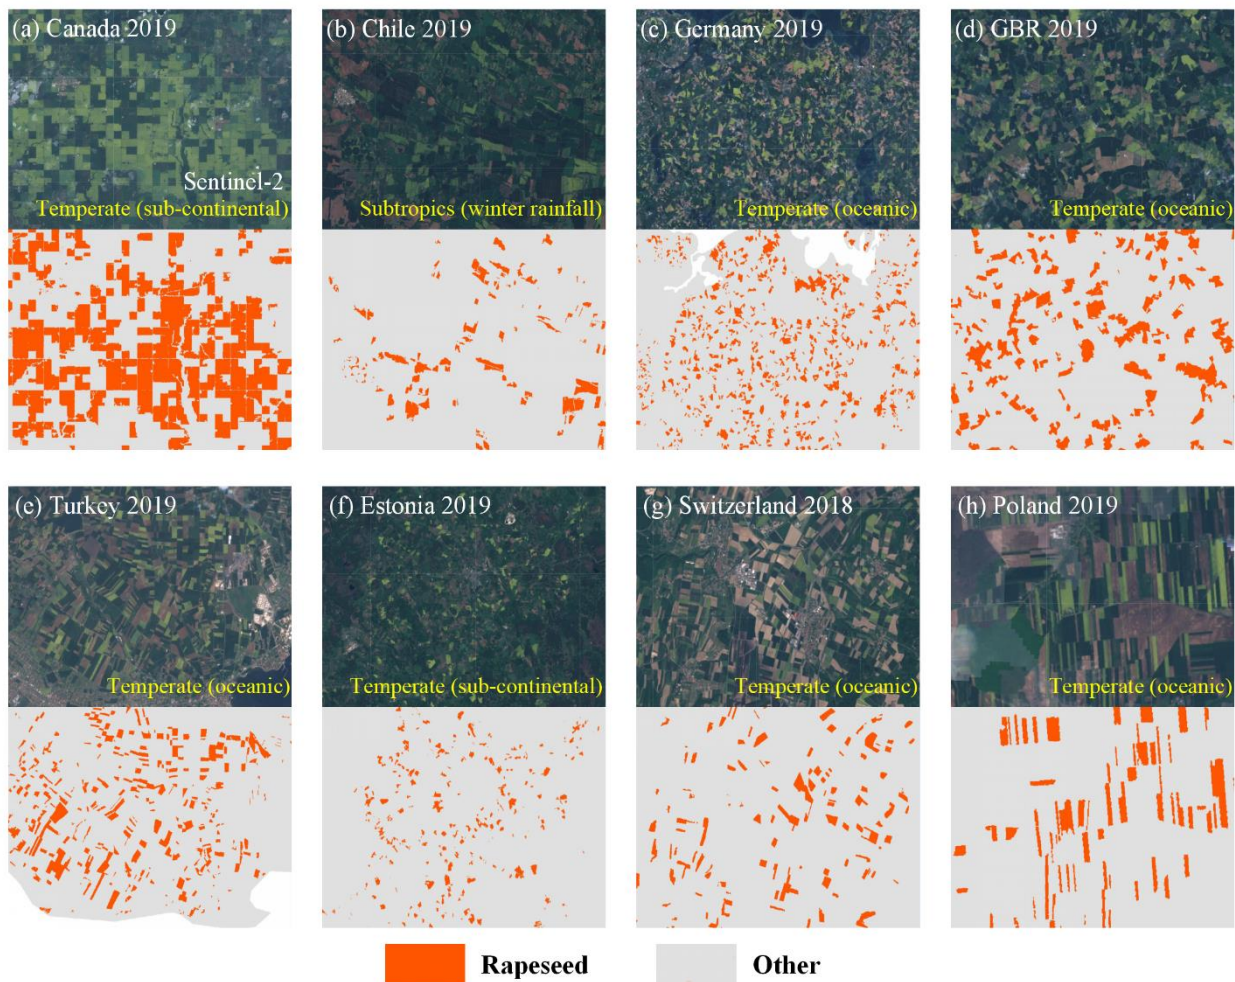 (a) Canada 2019
Sentinel-2
Temperate (sub-continental)
(b) Chile 2019
Subtropics (winter rainfall)
(c) Germany 2019
Temperate (oceanic)
(d) GBR 2019
Temperate (oceanic)
(e) Turkey 2019
Temperate (oceanic)
(f) Estonia 2019
Temperate (sub-continental)
(g) Switzerland 2018
Temperate (oceanic)
(h) Poland 2019
Temperate (oceanic)
Rapeseed
Other